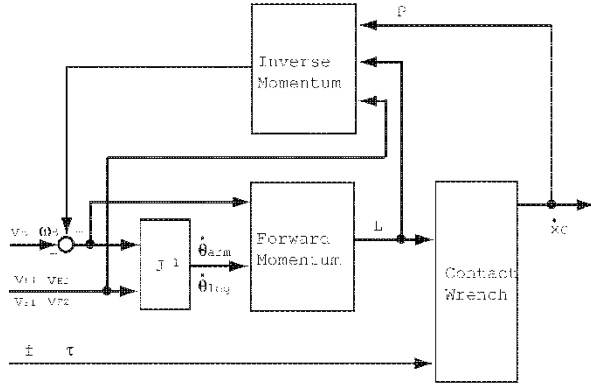 p
Inverse
Momentum
ω
J⁻¹
θ̇arm
θ̇leg
Forward
Momentum
L
ẋc
Contact
Wrench
f τ